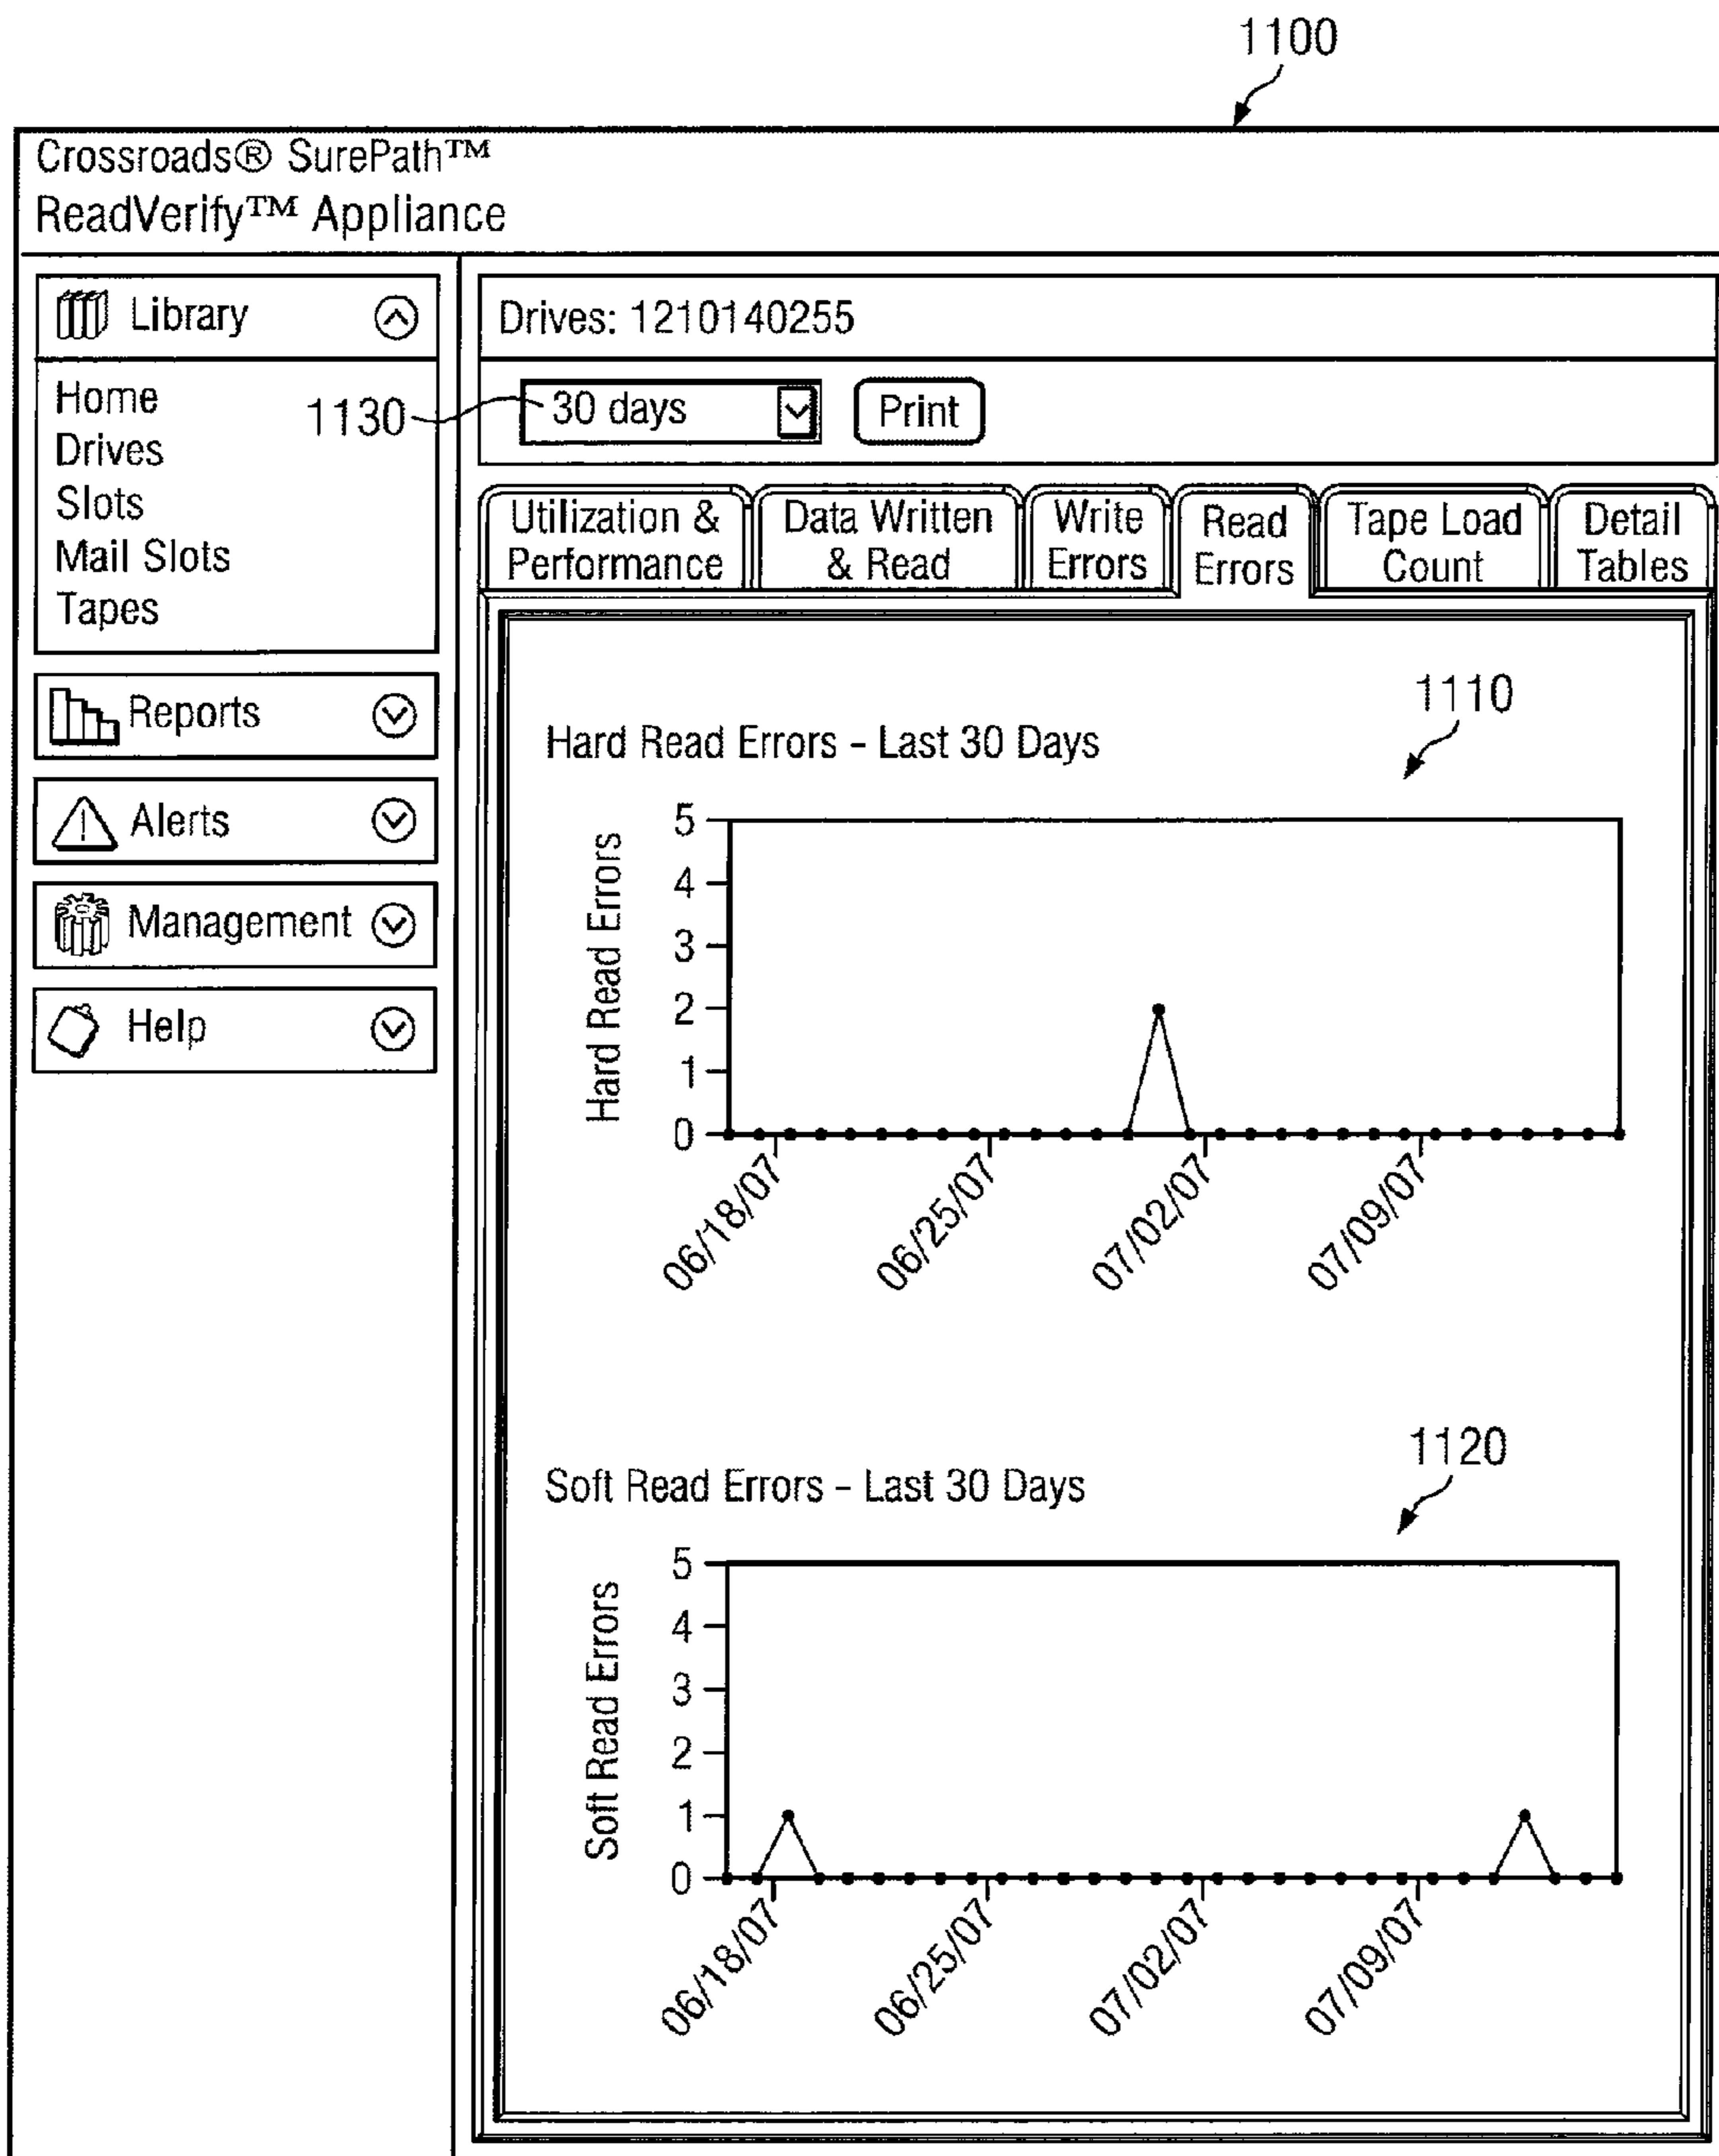 1100
Crossroads® SurePath™
ReadVerify™ Appliance
Library
Home
Drives
Slots
Mail Slots
Tapes
Reports
Alerts
Management
Help
Drives: 1210140255
1130
30 days
Print
Utilization &
Performance
Data Written
& Read
Write
Errors
Read
Errors
Tape Load
Count
Detail
Tables
1110
Hard Read Errors - Last 30 Days
Hard Read Errors
5
4
3
2
1
0
06/18/07
06/25/07
07/02/07
07/09/07
1120
Soft Read Errors - Last 30 Days
Soft Read Errors
5
4
3
2
1
0
06/18/07
06/25/07
07/02/07
07/09/07